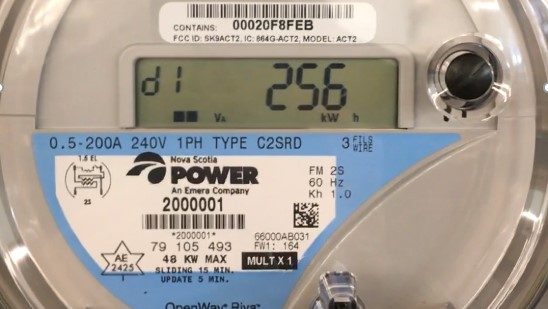 CONTAINS: 00020F8FEB
FCC ID: SK9ACT2, IC: 864G-ACT2, MODEL: ACT2
d1 256
VA kW h
0.5-200A 240V 1PH TYPE C2SRD 3 FILS WIRE
1.5 EL
2S
Nova Scotia
POWER
An Emera Company
2000001
FM 2S
60 Hz
Kh 1.0
*2000001*
66000AB031
79 105 493
FW1: 164
AE
2425
48 KW MAX
MULT X 1
SLIDING 15 MIN.
UPDATE 5 MIN.
OpenWay Riva